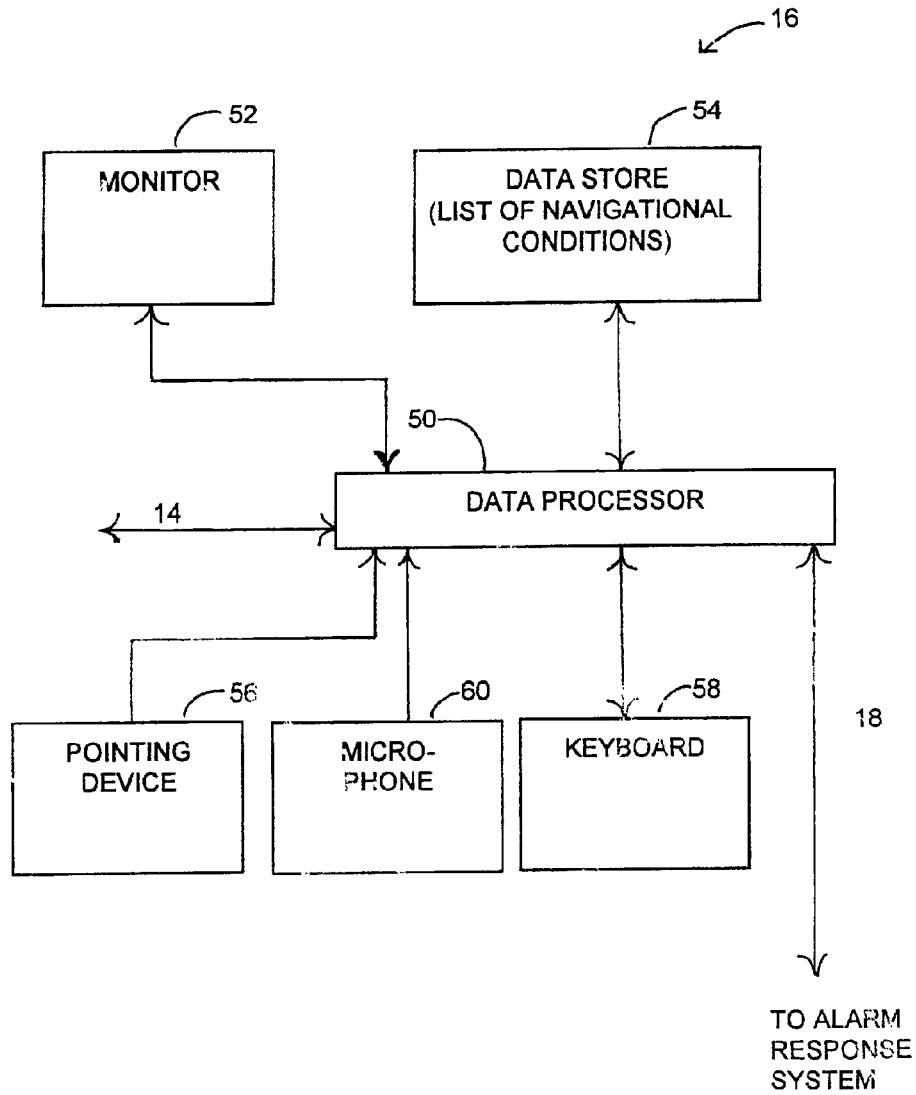 16
52
54
MONITOR
DATA STORE
(LIST OF NAVIGATIONAL
CONDITIONS)
50
DATA PROCESSOR
14
56
60
58
POINTING
DEVICE
MICRO-
PHONE
KEYBOARD
18
TO ALARM
RESPONSE
SYSTEM